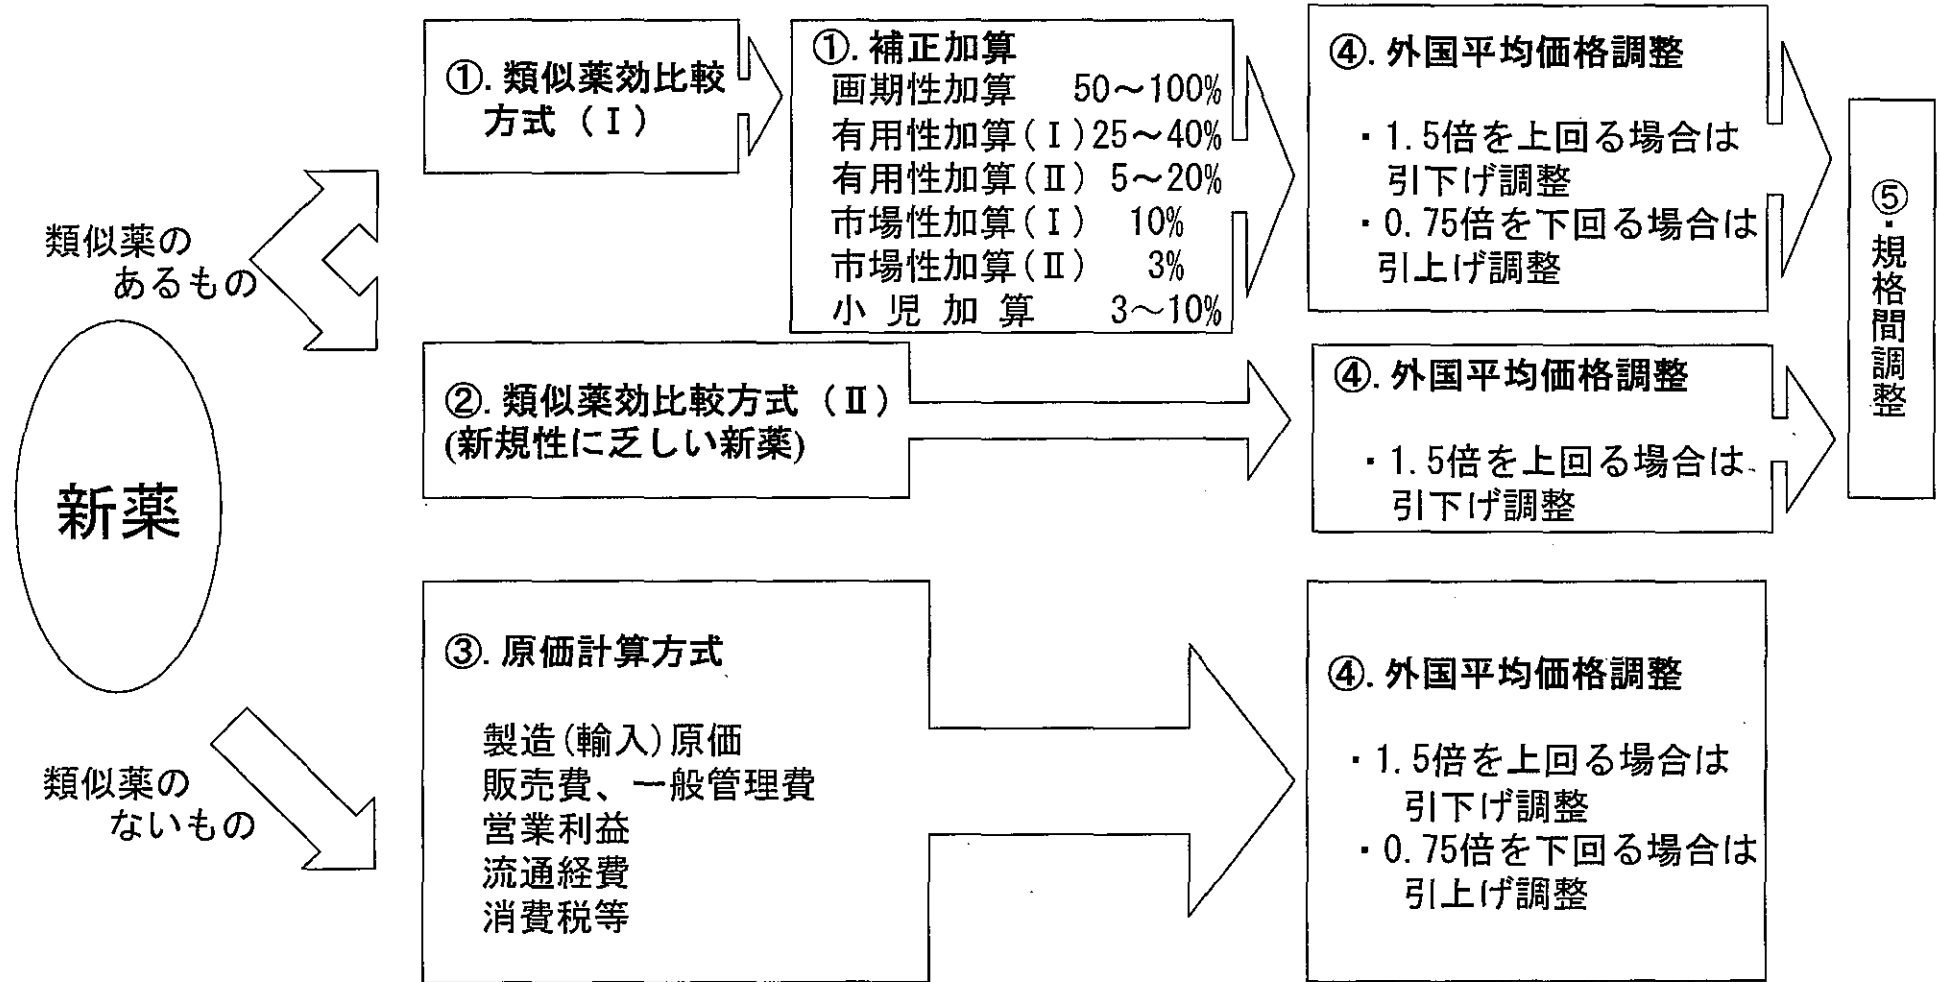 新薬
類似薬の
あるもの
①. 類似薬効比較
方式（Ⅰ）
①. 補正加算
画期性加算　50～100%
有用性加算(Ⅰ)25～40%
有用性加算(Ⅱ) 5～20%
市場性加算(Ⅰ)　10%
市場性加算(Ⅱ)　3%
小 児 加 算　3～10%
④. 外国平均価格調整
・1.5倍を上回る場合は
引下げ調整
・0.75倍を下回る場合は
引上げ調整
②. 類似薬効比較方式（Ⅱ）
(新規性に乏しい新薬)
④. 外国平均価格調整
・1.5倍を上回る場合は
引下げ調整
⑤・規格間調整
類似薬の
ないもの
③. 原価計算方式
製造(輸入)原価
販売費、一般管理費
営業利益
流通経費
消費税等
④. 外国平均価格調整
・1.5倍を上回る場合は
引下げ調整
・0.75倍を下回る場合は
引上げ調整